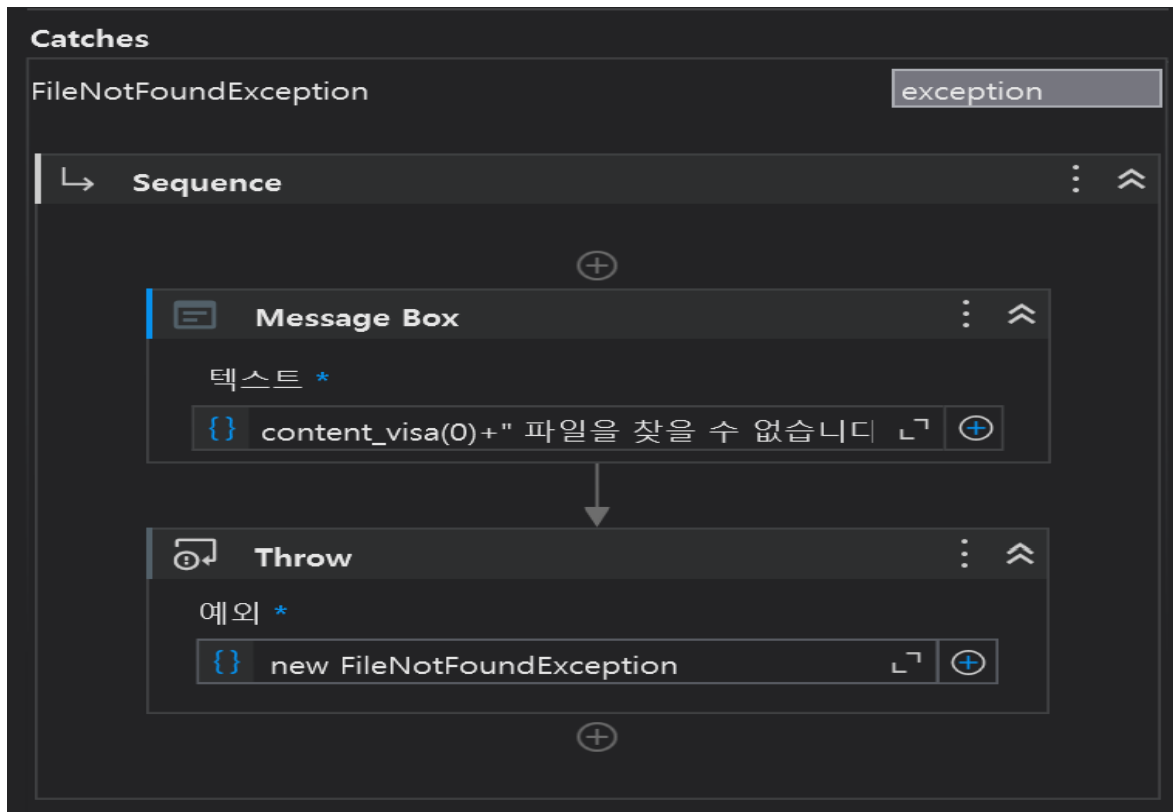 Catches
FileNotFoundException exception
Sequence
Message Box
텍스트 *
{} content_visa(0)+" 파일을 찾을 수 없습니다
Throw
예외 *
{} new FileNotFoundException